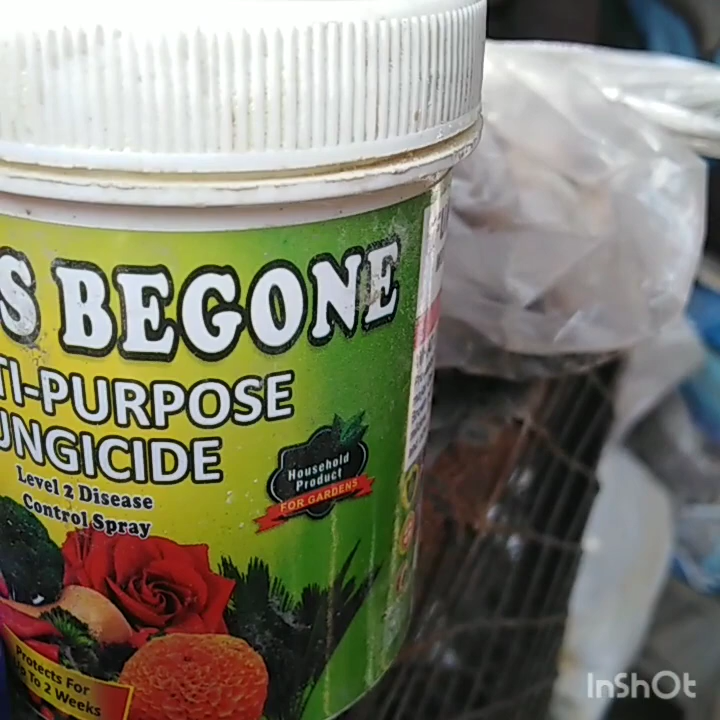 S BEGONE
TI-PURPOSE
UNGICIDE
Level 2 Disease
Control Spray
Household
Product
FOR GARDENS
Protects For
To 2 Weeks
InShOt